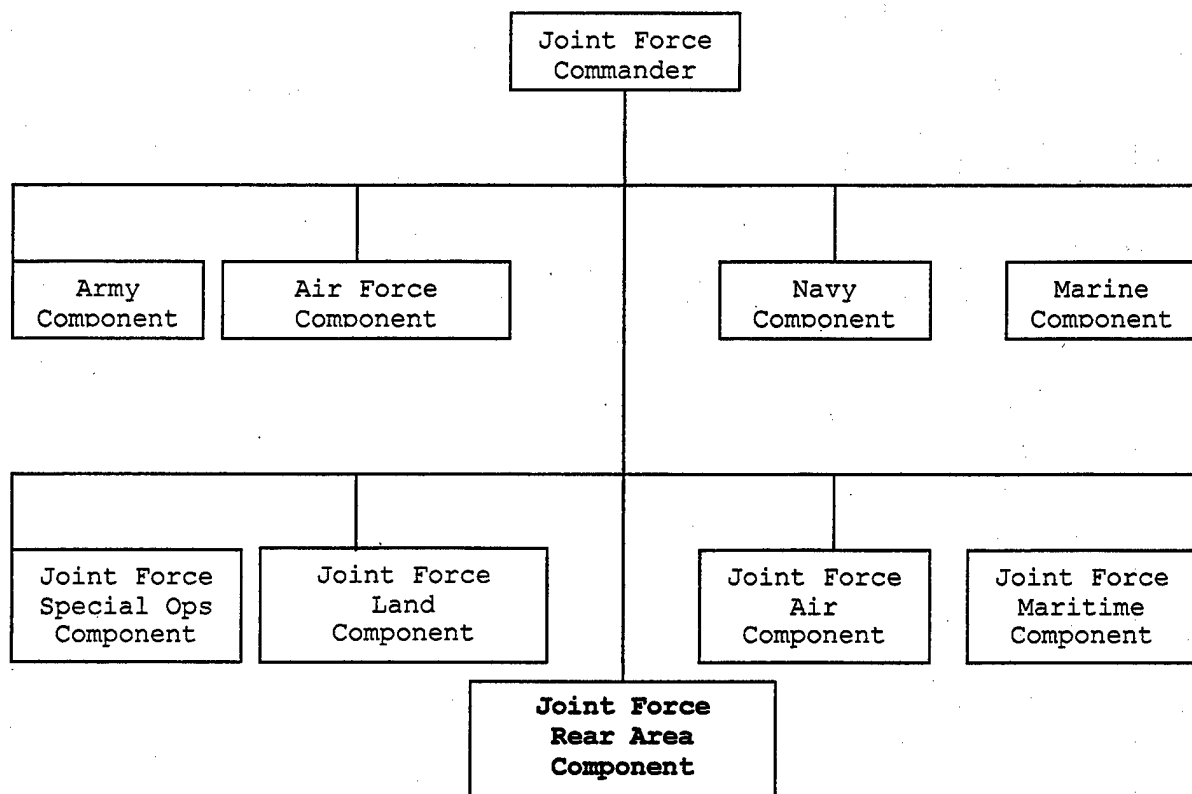 Joint Force
Commander
Army
Component
Air Force
Component
Navy
Component
Marine
Component
Joint Force
Special Ops
Component
Joint Force
Land
Component
Joint Force
Air
Component
Joint Force
Maritime
Component
Joint Force
Rear Area
Component